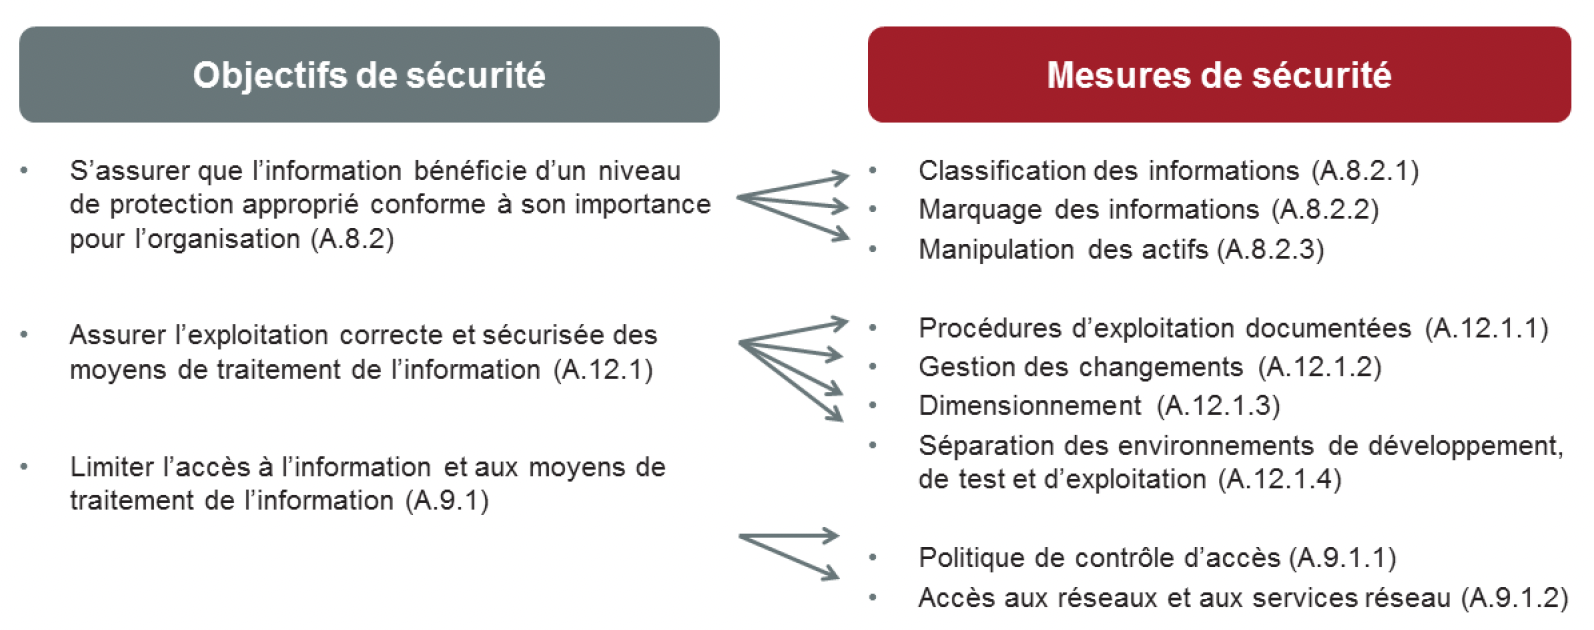 Objectifs de sécurité
• S’assurer que l’information bénéficie d’un niveau
de protection approprié conforme à son importance
pour l’organisation (A.8.2)
• Assurer l’exploitation correcte et sécurisée des
moyens de traitement de l’information (A.12.1)
• Limiter l’accès à l’information et aux moyens de
traitement de l’information (A.9.1)
Mesures de sécurité
• Classification des informations (A.8.2.1)
• Marquage des informations (A.8.2.2)
• Manipulation des actifs (A.8.2.3)
• Procédures d’exploitation documentées (A.12.1.1)
• Gestion des changements (A.12.1.2)
• Dimensionnement (A.12.1.3)
• Séparation des environnements de développement,
de test et d’exploitation (A.12.1.4)
• Politique de contrôle d’accès (A.9.1.1)
• Accès aux réseaux et aux services réseau (A.9.1.2)